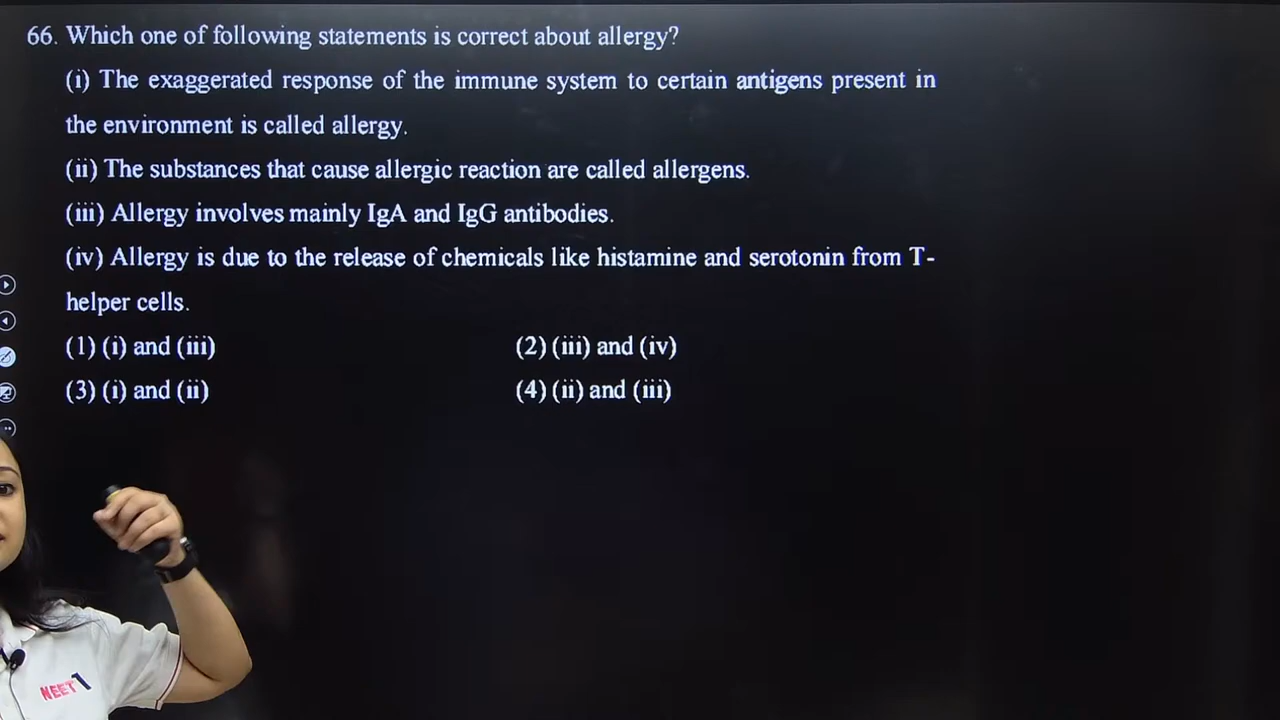 66. Which one of following statements is correct about allergy?
(i) The exaggerated response of the immune system to certain antigens present in
the environment is called allergy.
(ii) The substances that cause allergic reaction are called allergens.
(iii) Allergy involves mainly IgA and IgG antibodies.
(iv) Allergy is due to the release of chemicals like histamine and serotonin from T-
helper cells.
(1) (i) and (iii) (2) (iii) and (iv)
(3) (i) and (ii) (4) (ii) and (iii)
NEET 1